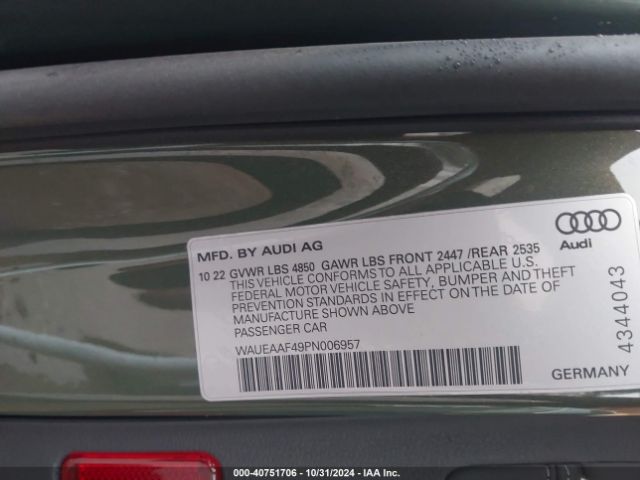 MFD. BY AUDI AG
Audi
10 22 GVWR LBS 4850 GAWR LBS FRONT 2447 /REAR 2535
THIS VEHICLE CONFORMS TO ALL APPLICABLE U.S.
FEDERAL MOTOR VEHICLE SAFETY, BUMPER AND THEFT
PREVENTION STANDARDS IN EFFECT ON THE DATE OF
MANUFACTURE SHOWN ABOVE
PASSENGER CAR
WAUEAAF49PN006957
4344043
GERMANY
000-40751706 - 10/31/2024 - IAA Inc.